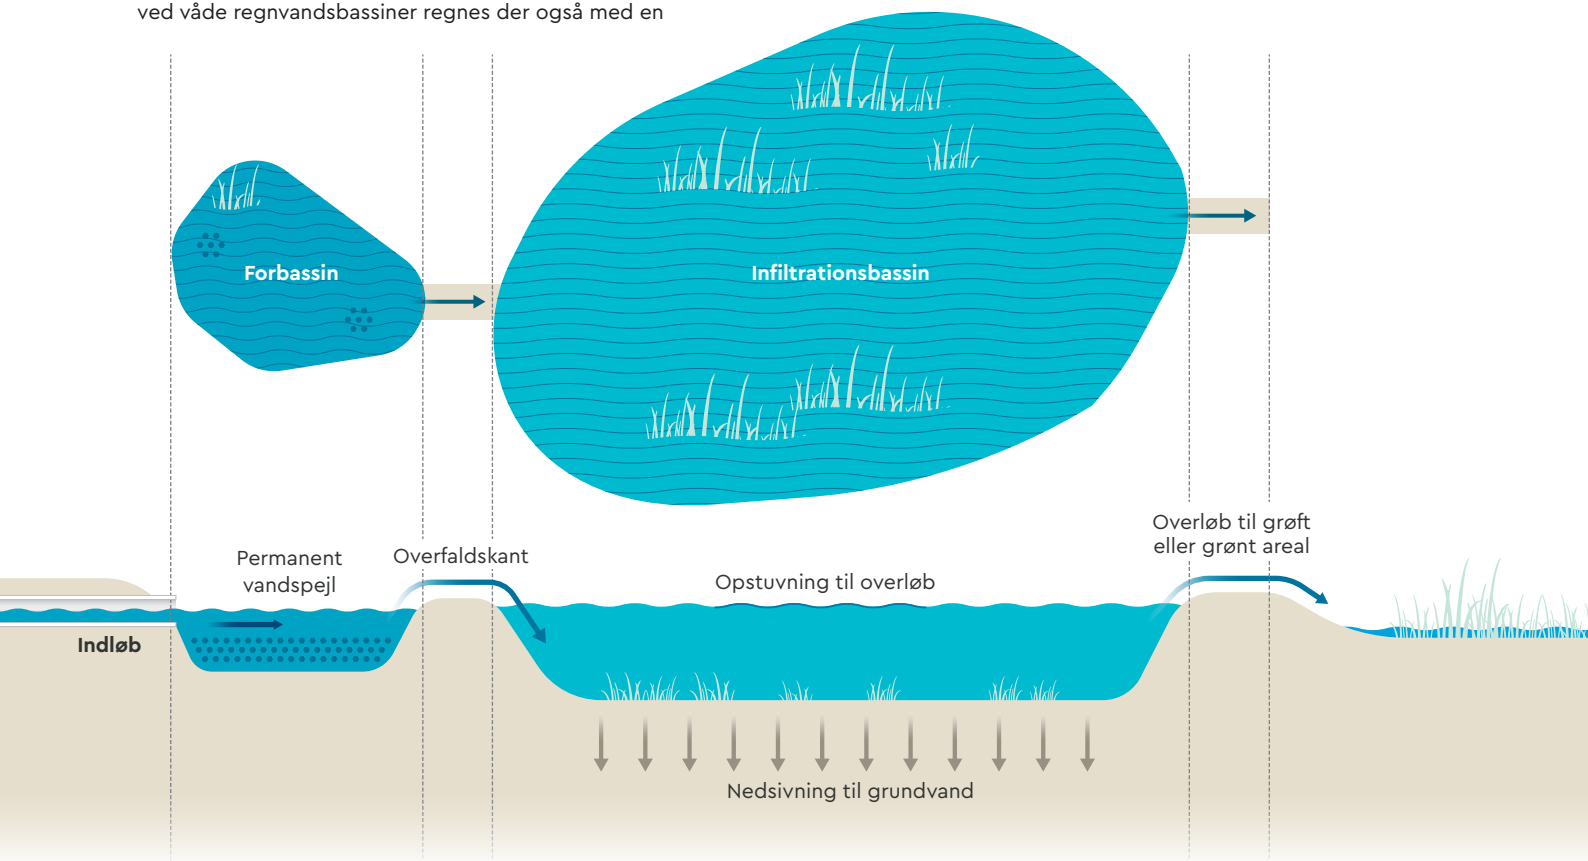 ved våde regnvandsbassiner regnes der også med en
Forbassin
Infiltrationsbassin
Overløb til grøft
eller grønt areal
Permanent
vandspejl
Overfaldskant
Opstuvning til overløb
Indløb
Nedsivning til grundvand